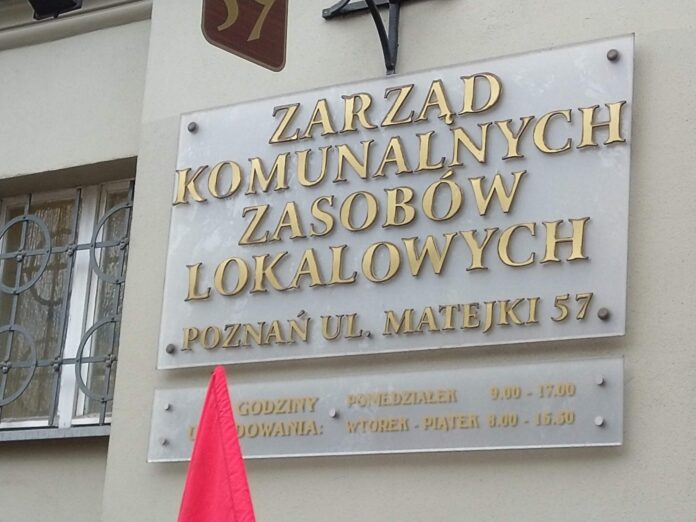 57
ZARZĄD
KOMUNALNYCH
ZASOBÓW
LOKALOWYCH
POZNAŃ UL. MATEJKI 57
GODZINY PONIEDZIAŁEK 9.00 - 17.00
WTOREK - PIĄTEK 8.00 - 15.30